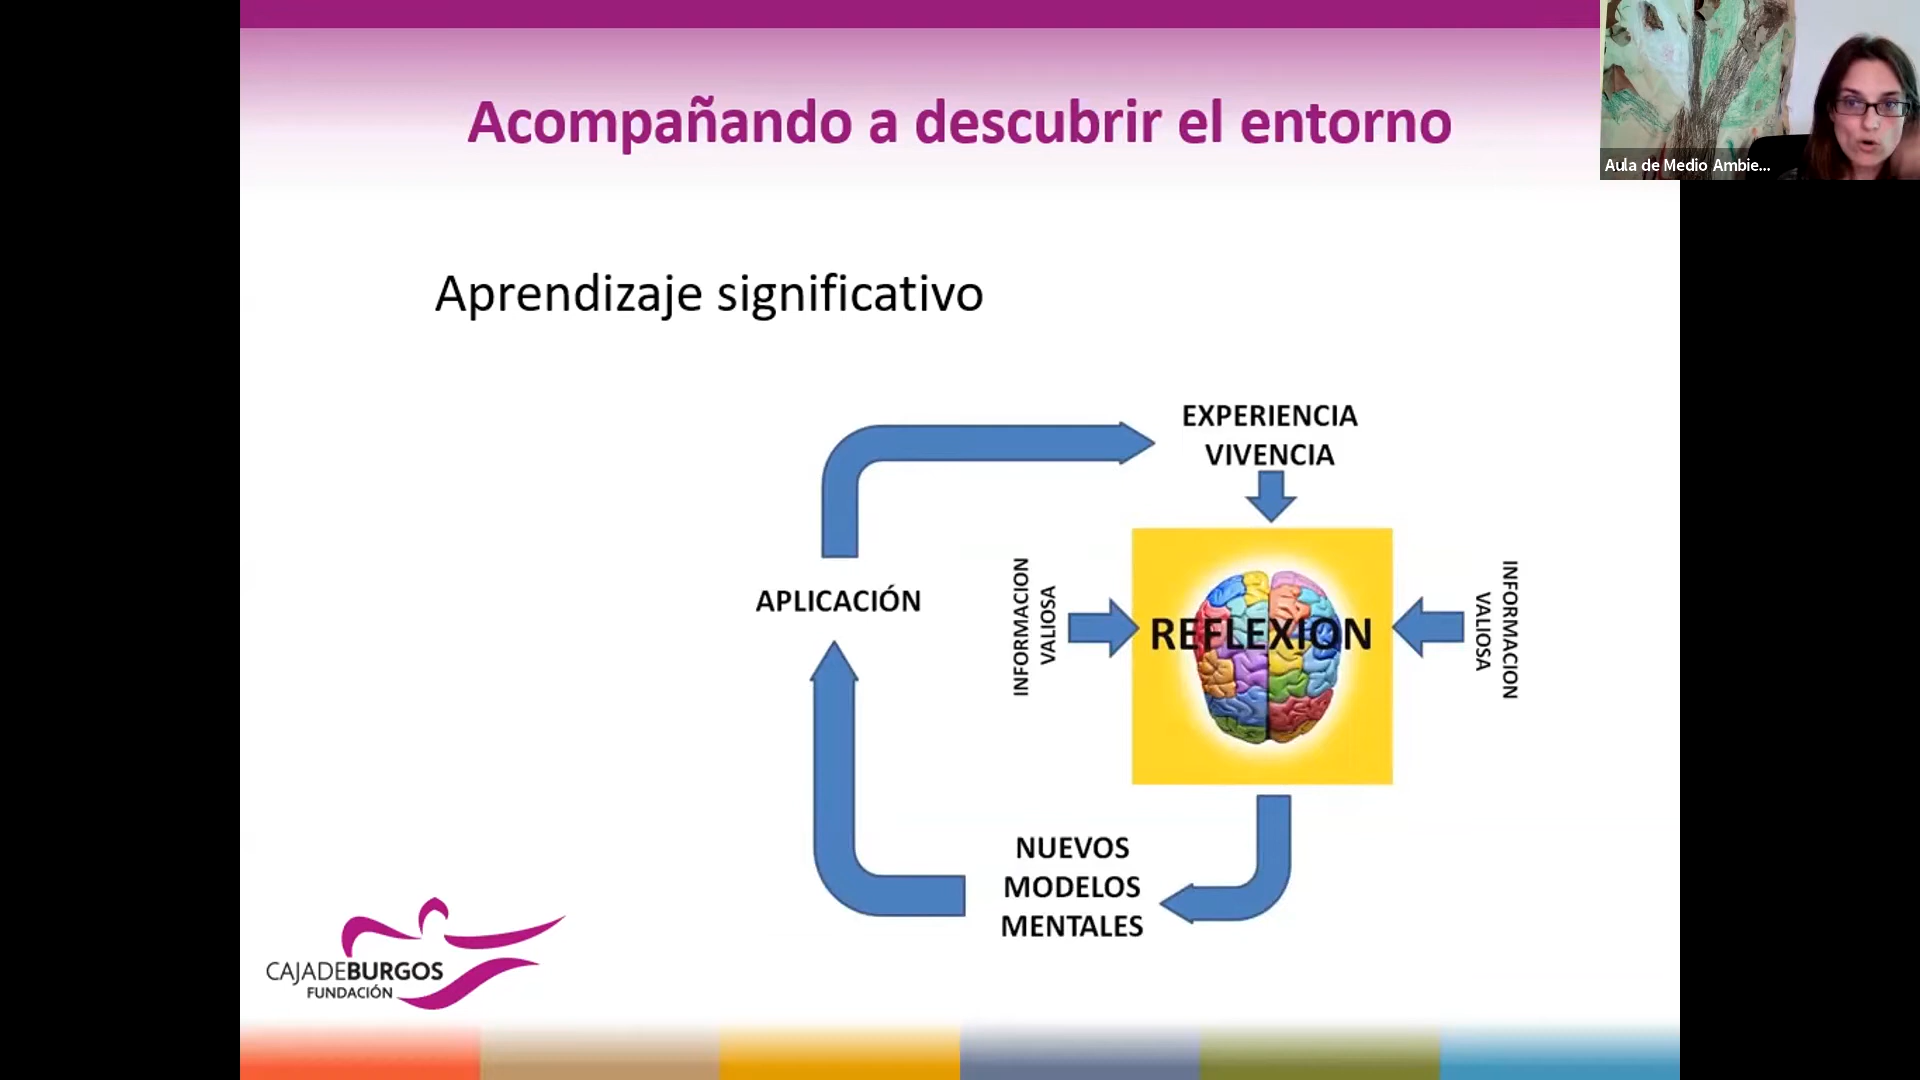 Acompañando a descubrir el entorno
Aula de Medio Ambie...
Aprendizaje significativo
EXPERIENCIA
VIVENCIA
APLICACIÓN
INFORMACION
VALIOSA
REFLEXION
INFORMACION
VALIOSA
NUEVOS
MODELOS
MENTALES
CAJADEBURGOS
FUNDACIÓN